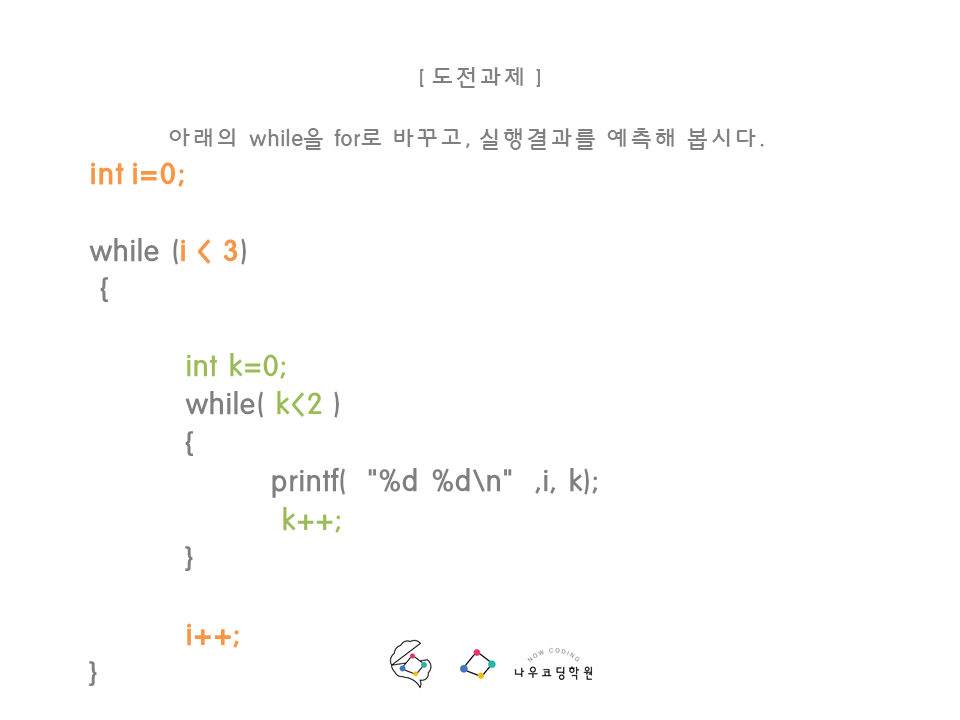 [ 도전과제 ]
아래의 while을 for로 바꾸고, 실행결과를 예측해 봅시다.
int i=0;
while (i < 3)
{
int k=0;
while( k<2 )
{
printf( "%d %d\n" ,i, k);
k++;
}
i++;
}
NOW CODING
나우코딩학원